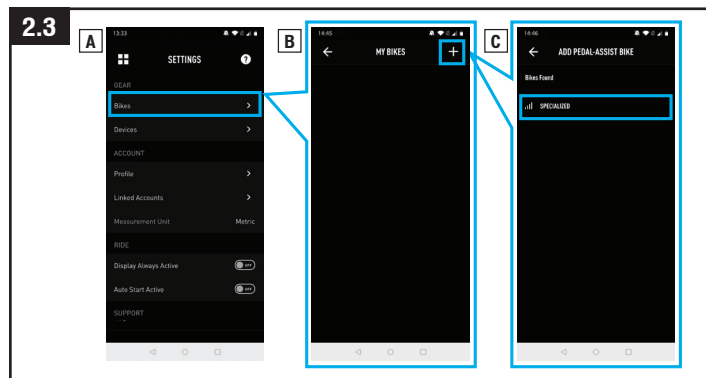 2.3
A
13:33
SETTINGS
?
GEAR
Bikes
Devices
ACCOUNT
Profile
Linked Accounts
Measurement Unit Metric
RIDE
Display Always Active OFF
Auto Start Active OFF
SUPPORT
B
14:45
MY BIKES
C
14:46
ADD PEDAL-ASSIST BIKE
Bikes Found
SPECIALIZED